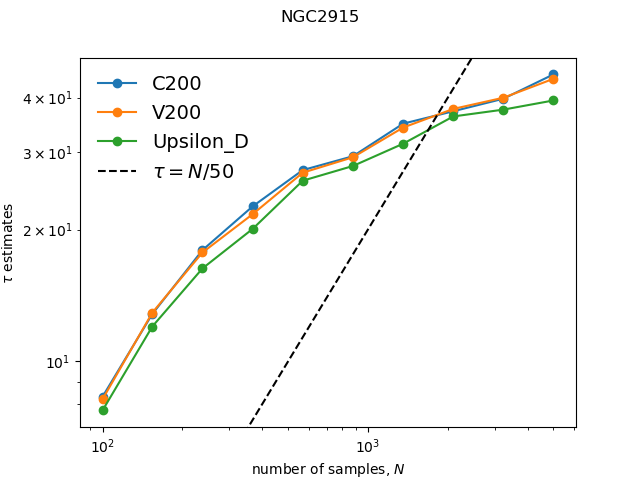 NGC2915
C200
V200
Upsilon_D
τ = N/50
τ estimates
4 × 10¹
3 × 10¹
2 × 10¹
10¹
10²
10³
number of samples, N